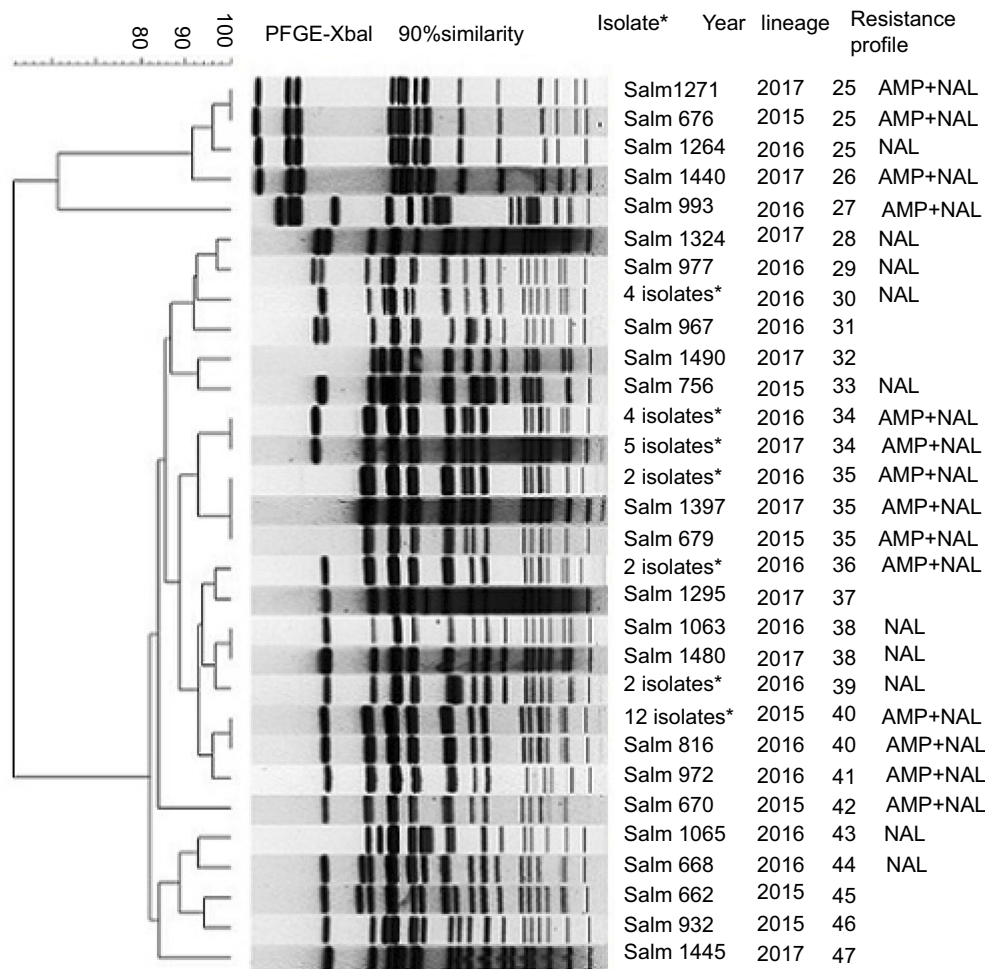 80 90 100 PFGE-Xbal 90%similarity Isolate* Year lineage Resistance profile
Salm1271 2017 25 AMP+NAL
Salm 676 2015 25 AMP+NAL
Salm 1264 2016 25 NAL
Salm 1440 2017 26 AMP+NAL
Salm 993 2016 27 AMP+NAL
Salm 1324 2017 28 NAL
Salm 977 2016 29 NAL
4 isolates* 2016 30 NAL
Salm 967 2016 31
Salm 1490 2017 32
Salm 756 2015 33 NAL
4 isolates* 2016 34 AMP+NAL
5 isolates* 2017 34 AMP+NAL
2 isolates* 2016 35 AMP+NAL
Salm 1397 2017 35 AMP+NAL
Salm 679 2015 35 AMP+NAL
2 isolates* 2016 36 AMP+NAL
Salm 1295 2017 37
Salm 1063 2016 38 NAL
Salm 1480 2017 38 NAL
2 isolates* 2016 39 NAL
12 isolates* 2015 40 AMP+NAL
Salm 816 2016 40 AMP+NAL
Salm 972 2016 41 AMP+NAL
Salm 670 2015 42 AMP+NAL
Salm 1065 2016 43 NAL
Salm 668 2016 44 NAL
Salm 662 2015 45
Salm 932 2015 46
Salm 1445 2017 47